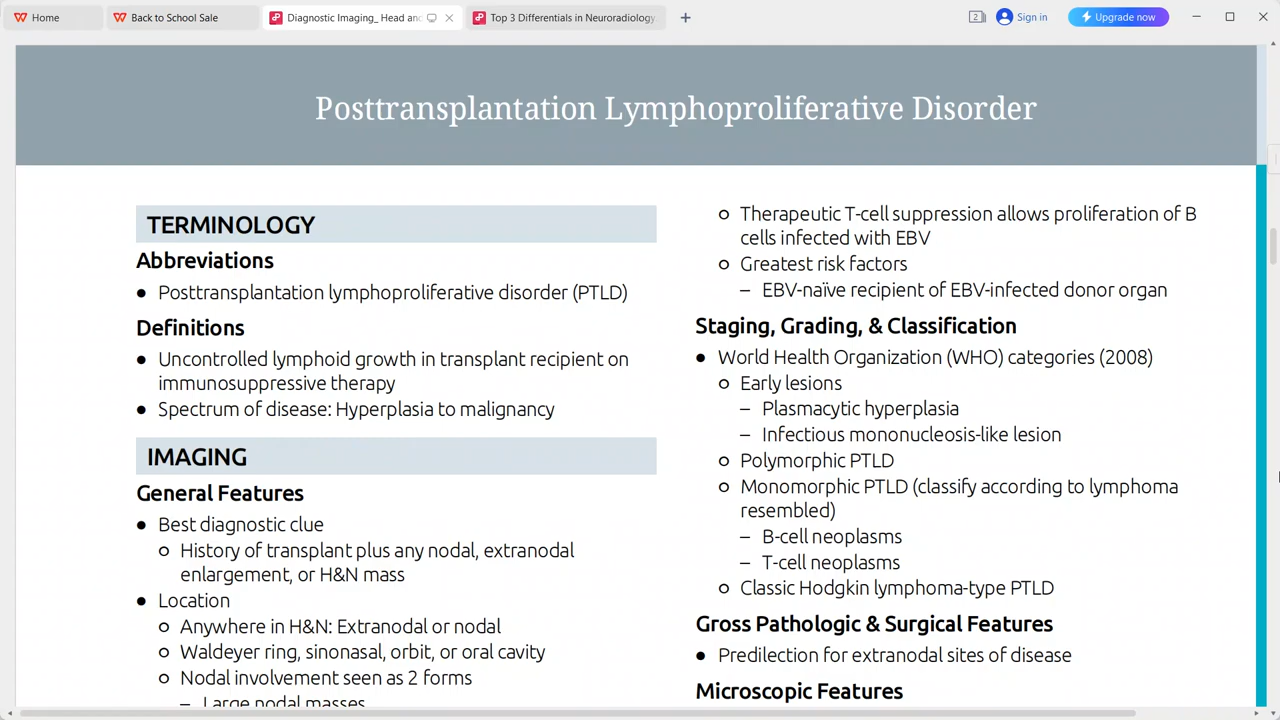 Home
Back to School Sale
Diagnostic Imaging_ Head and
Top 3 Differentials in Neuroradiology
2
Sign in
Upgrade now
Posttransplantation Lymphoproliferative Disorder
TERMINOLOGY
Abbreviations
● Posttransplantation lymphoproliferative disorder (PTLD)
Definitions
● Uncontrolled lymphoid growth in transplant recipient on
immunosuppressive therapy
● Spectrum of disease: Hyperplasia to malignancy
IMAGING
General Features
● Best diagnostic clue
○ History of transplant plus any nodal, extranodal
enlargement, or H&N mass
● Location
○ Anywhere in H&N: Extranodal or nodal
○ Waldeyer ring, sinonasal, orbit, or oral cavity
○ Nodal involvement seen as 2 forms
– Large nodal masses
○ Therapeutic T-cell suppression allows proliferation of B
cells infected with EBV
○ Greatest risk factors
– EBV-naïve recipient of EBV-infected donor organ
Staging, Grading, & Classification
● World Health Organization (WHO) categories (2008)
○ Early lesions
– Plasmacytic hyperplasia
– Infectious mononucleosis-like lesion
○ Polymorphic PTLD
○ Monomorphic PTLD (classify according to lymphoma
resembled)
– B-cell neoplasms
– T-cell neoplasms
○ Classic Hodgkin lymphoma-type PTLD
Gross Pathologic & Surgical Features
● Predilection for extranodal sites of disease
Microscopic Features